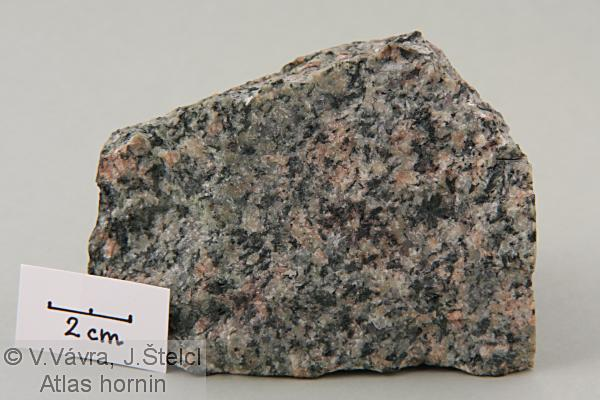 2 cm
© V.Vávra, J.Štelcl
Atlas hornin